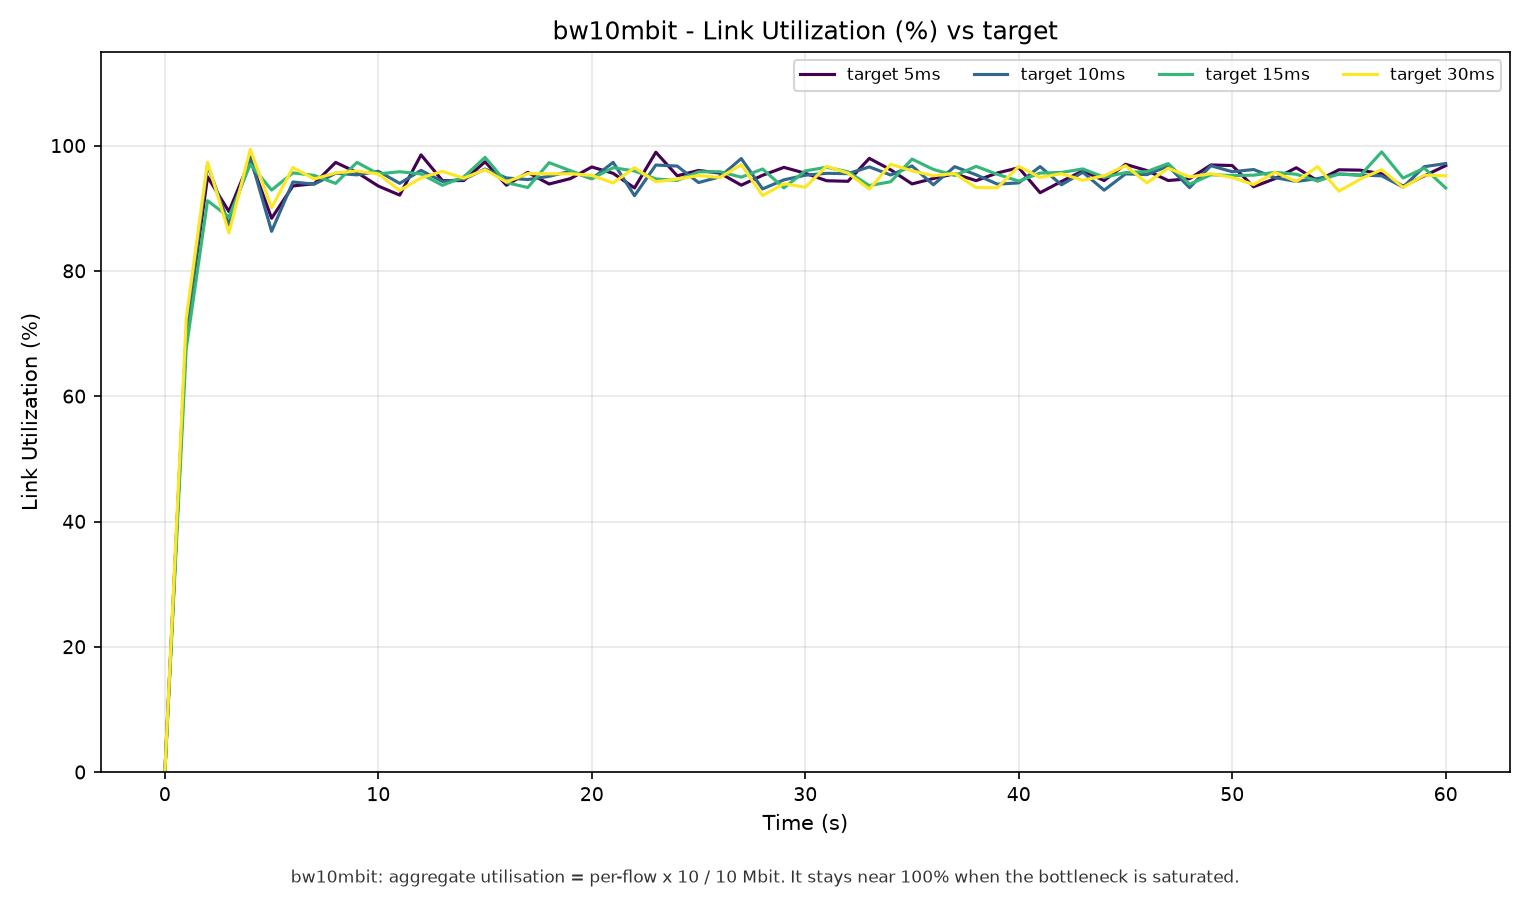 bw10mbit - Link Utilization (%) vs target
target 5ms target 10ms target 15ms target 30ms
Link Utilization (%)
100
80
60
40
20
0
0 10 20 30 40 50 60
Time (s)
bw10mbit: aggregate utilisation = per-flow x 10 / 10 Mbit. It stays near 100% when the bottleneck is saturated.